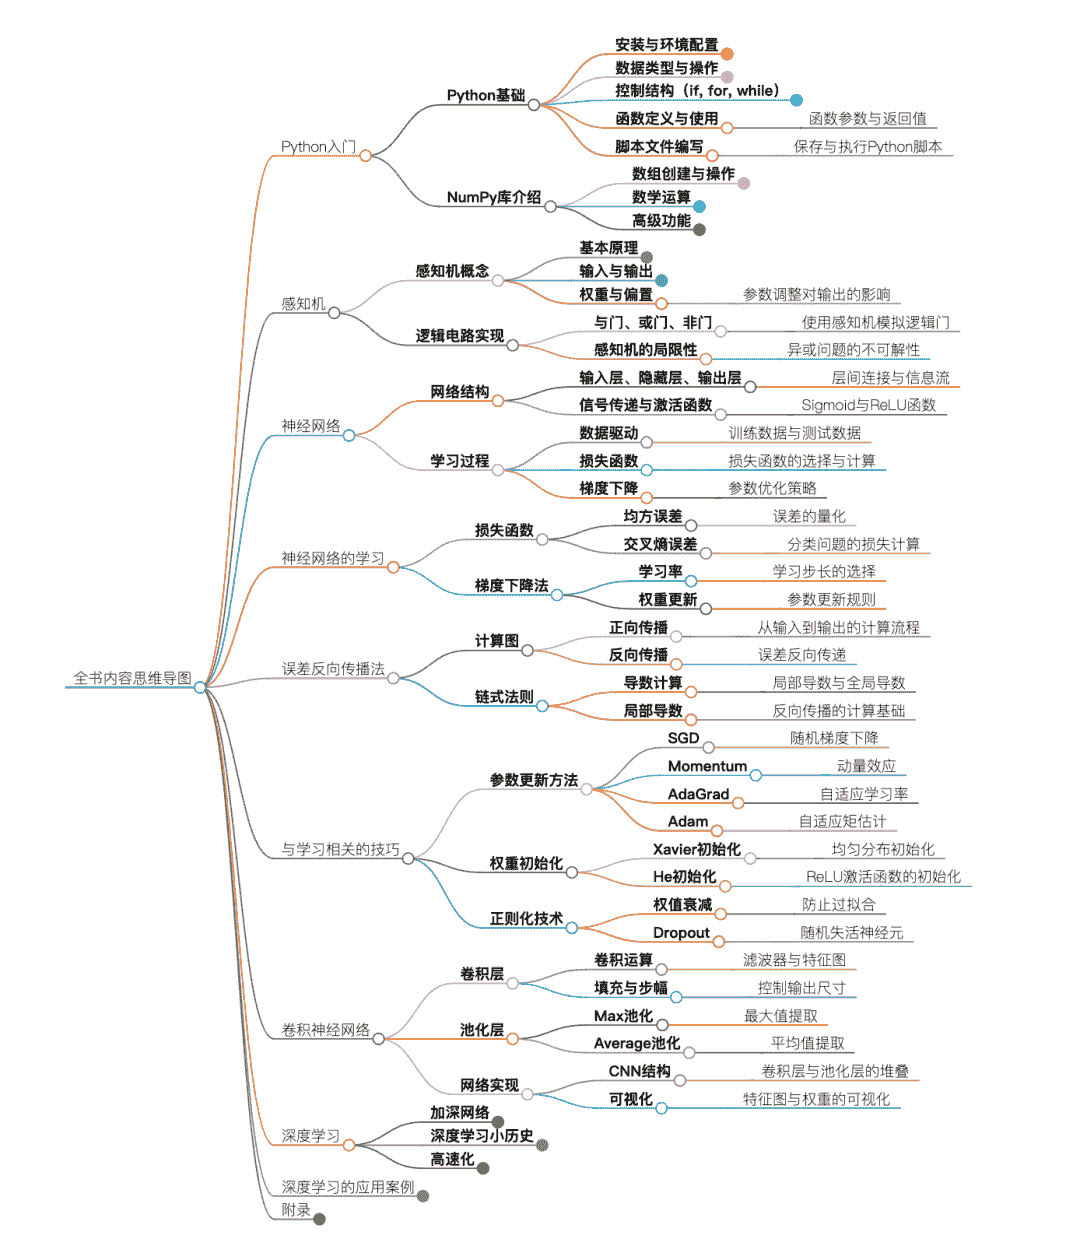 全书内容思维导图
Python入门
Python基础
安装与环境配置
数据类型与操作
控制结构（if, for, while）
函数定义与使用
函数参数与返回值
脚本文件编写
保存与执行Python脚本
NumPy库介绍
数组创建与操作
数学运算
高级功能
感知机
感知机概念
基本原理
输入与输出
权重与偏置
参数调整对输出的影响
逻辑电路实现
与门、或门、非门
使用感知机模拟逻辑门
感知机的局限性
异或问题的不可解性
神经网络
网络结构
输入层、隐藏层、输出层
层间连接与信息流
信号传递与激活函数
Sigmoid与ReLU函数
学习过程
数据驱动
训练数据与测试数据
损失函数
损失函数的选择与计算
梯度下降
参数优化策略
神经网络的学习
损失函数
均方误差
误差的量化
交叉熵误差
分类问题的损失计算
梯度下降法
学习率
学习步长的选择
权重更新
参数更新规则
误差反向传播法
计算图
正向传播
从输入到输出的计算流程
反向传播
误差反向传递
链式法则
导数计算
局部导数与全局导数
局部导数
反向传播的计算基础
与学习相关的技巧
参数更新方法
SGD
随机梯度下降
Momentum
动量效应
AdaGrad
自适应学习率
Adam
自适应矩估计
权重初始化
Xavier初始化
均匀分布初始化
He初始化
ReLU激活函数的初始化
正则化技术
权值衰减
防止过拟合
Dropout
随机失活神经元
卷积神经网络
卷积层
卷积运算
滤波器与特征图
填充与步幅
控制输出尺寸
池化层
Max池化
最大值提取
Average池化
平均值提取
网络实现
CNN结构
卷积层与池化层的堆叠
可视化
特征图与权重的可视化
深度学习
加深网络
深度学习小历史
高速化
深度学习的应用案例
附录